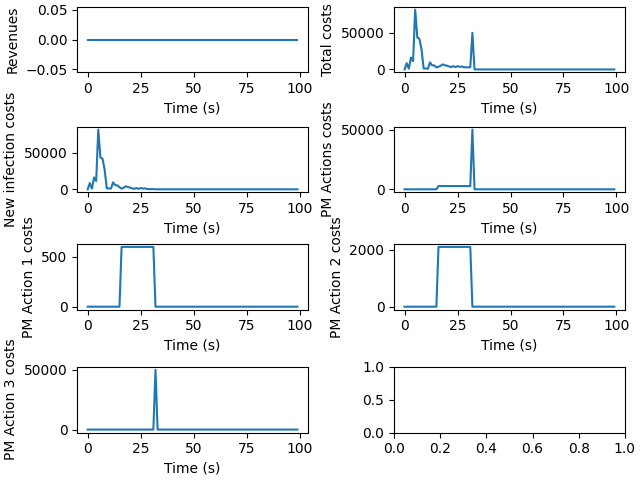 Revenues
0.05
0.00
−0.05
0 25 50 75 100
Time (s)
Total costs
50000
0
0 25 50 75 100
Time (s)
New infection costs
50000
0
0 25 50 75 100
Time (s)
PM Actions costs
50000
0
0 25 50 75 100
Time (s)
PM Action 1 costs
500
0
0 25 50 75 100
Time (s)
PM Action 2 costs
2000
0
0 25 50 75 100
Time (s)
PM Action 3 costs
50000
0
0 25 50 75 100
Time (s)
1.0
0.5
0.0
0.0 0.2 0.4 0.6 0.8 1.0